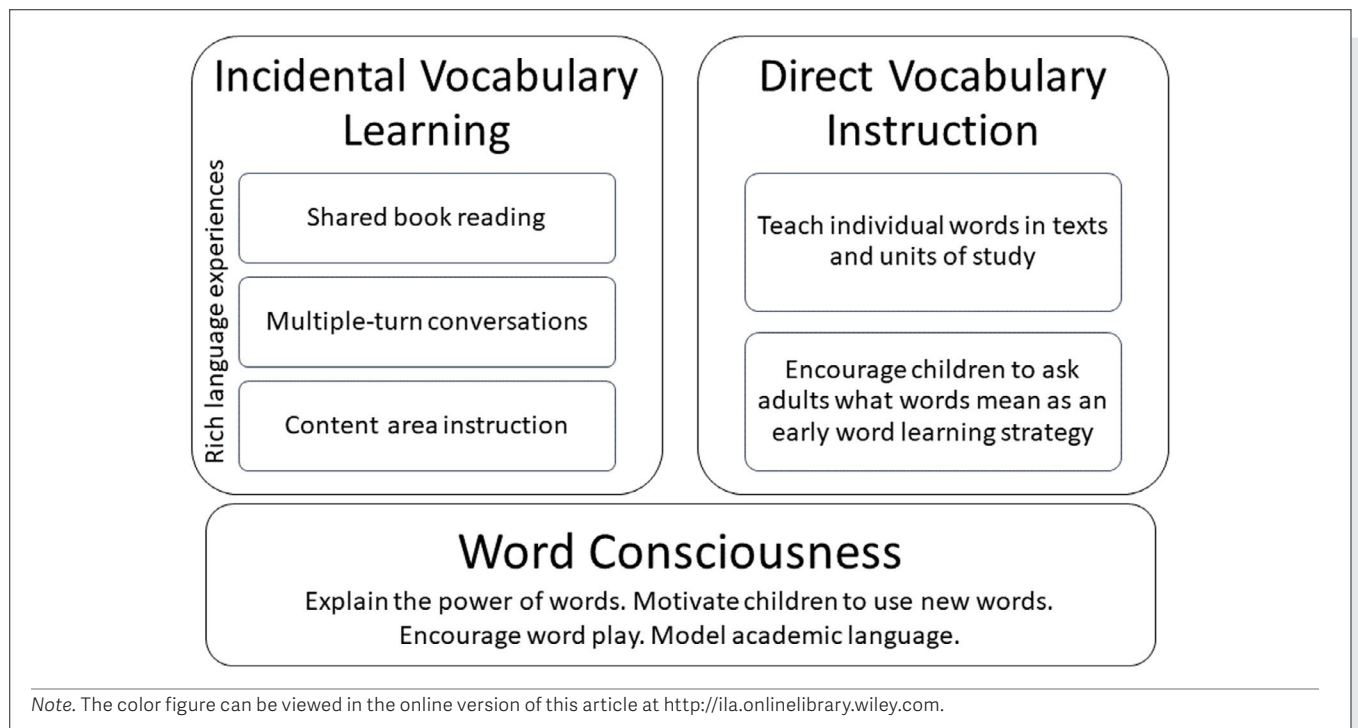 Incidental Vocabulary
Learning
Rich language experiences
Shared book reading
Multiple-turn conversations
Content area instruction
Direct Vocabulary
Instruction
Teach individual words in texts
and units of study
Encourage children to ask
adults what words mean as an
early word learning strategy
Word Consciousness
Explain the power of words. Motivate children to use new words.
Encourage word play. Model academic language.
Note. The color figure can be viewed in the online version of this article at http://ila.onlinelibrary.wiley.com.